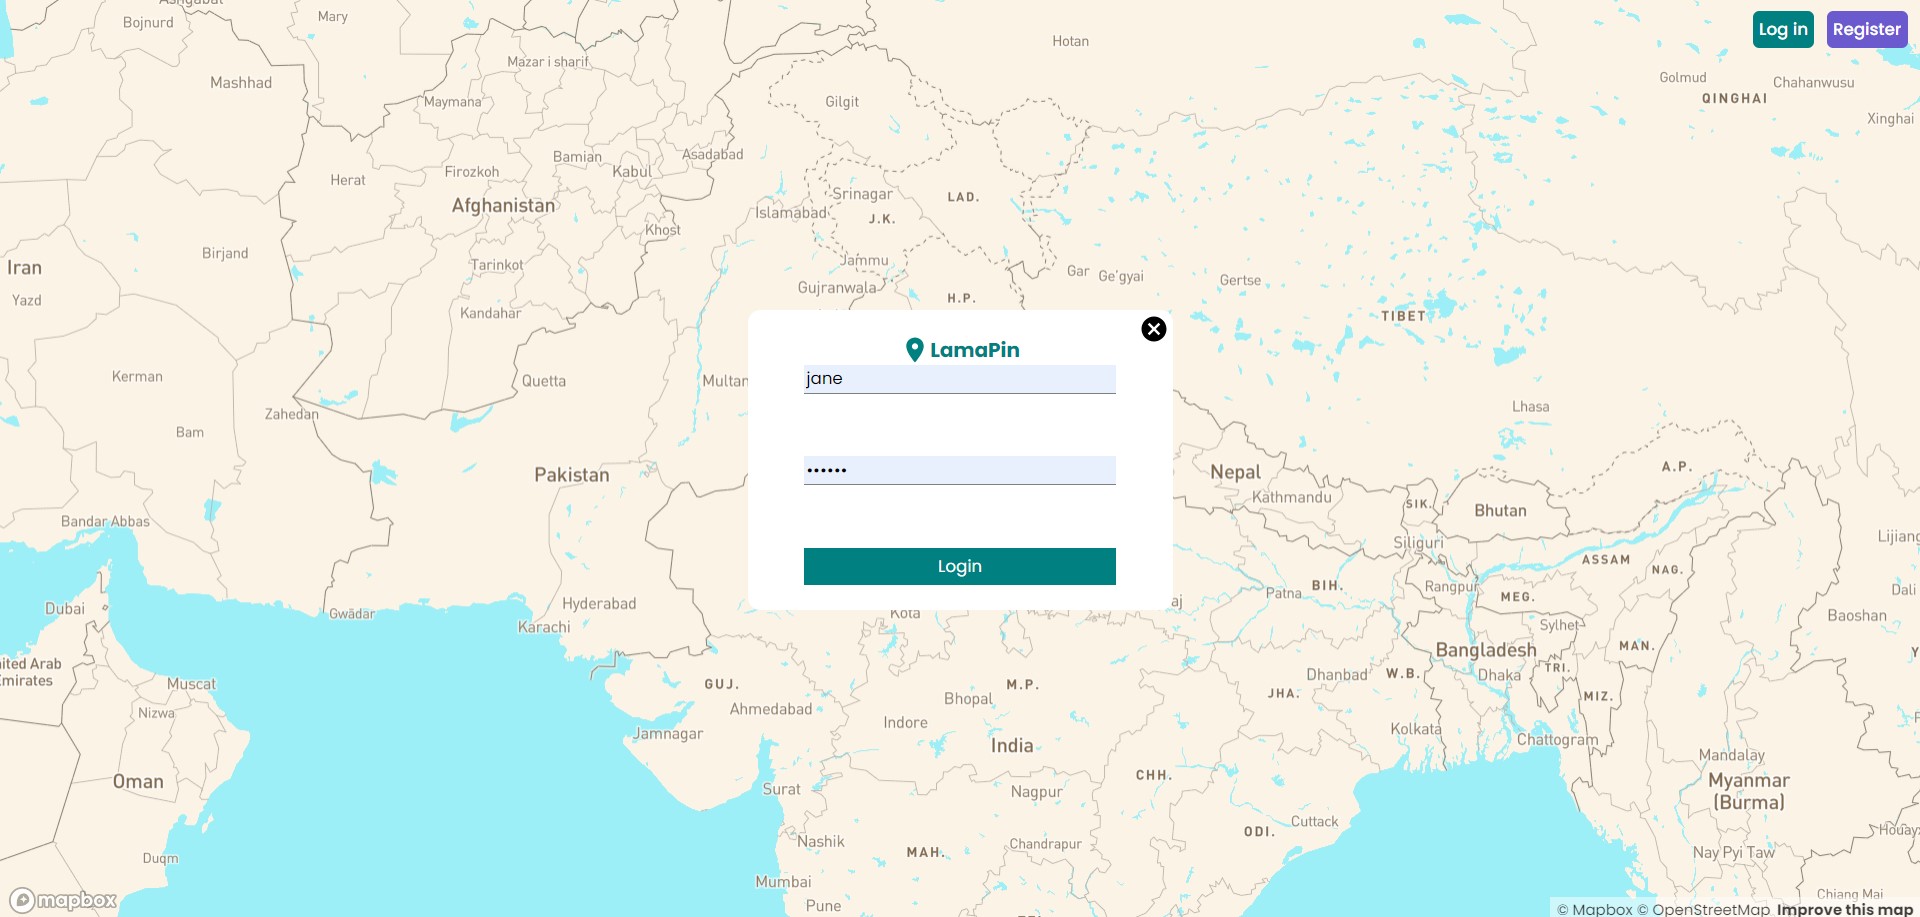 Ashgabat
Bojnurd
Mary
Log in
Register
Hotan
Mazar i sharif
Mashhad
Golmud
Chahanwusu
Maymana
Gilgit
QINGHAI
Xinghai
Asadabad
Bamian
Firozkoh
Kabul
Herat
Srinagar
LAD.
Afghanistan
Islamabad
J.K.
Khost
Birjand
Jammu
Iran
Tarinkot
Gar
Ge'gyai
Gertse
Gujranwala
Yazd
H.P.
Kandahar
TIBET
LamaPin
Kerman
Quetta
Multan
jane
Lhasa
Zahedan
Bam
Pakistan
••••••
Nepal
A.P.
Kathmandu
SIK.
Bhutan
Bandar Abbas
Lijiang
Siliguri
Login
ASSAM
NAG.
BIH.
Rangpur
Patna
MEG.
Dali
Dubai
Gwādar
Hyderabad
Kota
Baoshan
Karachi
Sylhet
MAN.
Bangladesh
United Arab
Emirates
TRI.
Dhanbad
W.B.
Dhaka
Muscat
GUJ.
M.P.
JHA.
MIZ.
Bhopal
Ahmedabad
Nizwa
Indore
Kolkata
Jamnagar
Chattogram
India
Mandalay
CHH.
Oman
Myanmar
(Burma)
Surat
Nagpur
Cuttack
ODI.
Nashik
Chandrapur
MAH.
Duqm
Nay Pyi Taw
Mumbai
Chiang Mai
mapbox
Pune
© Mapbox © OpenStreetMap Improve this map